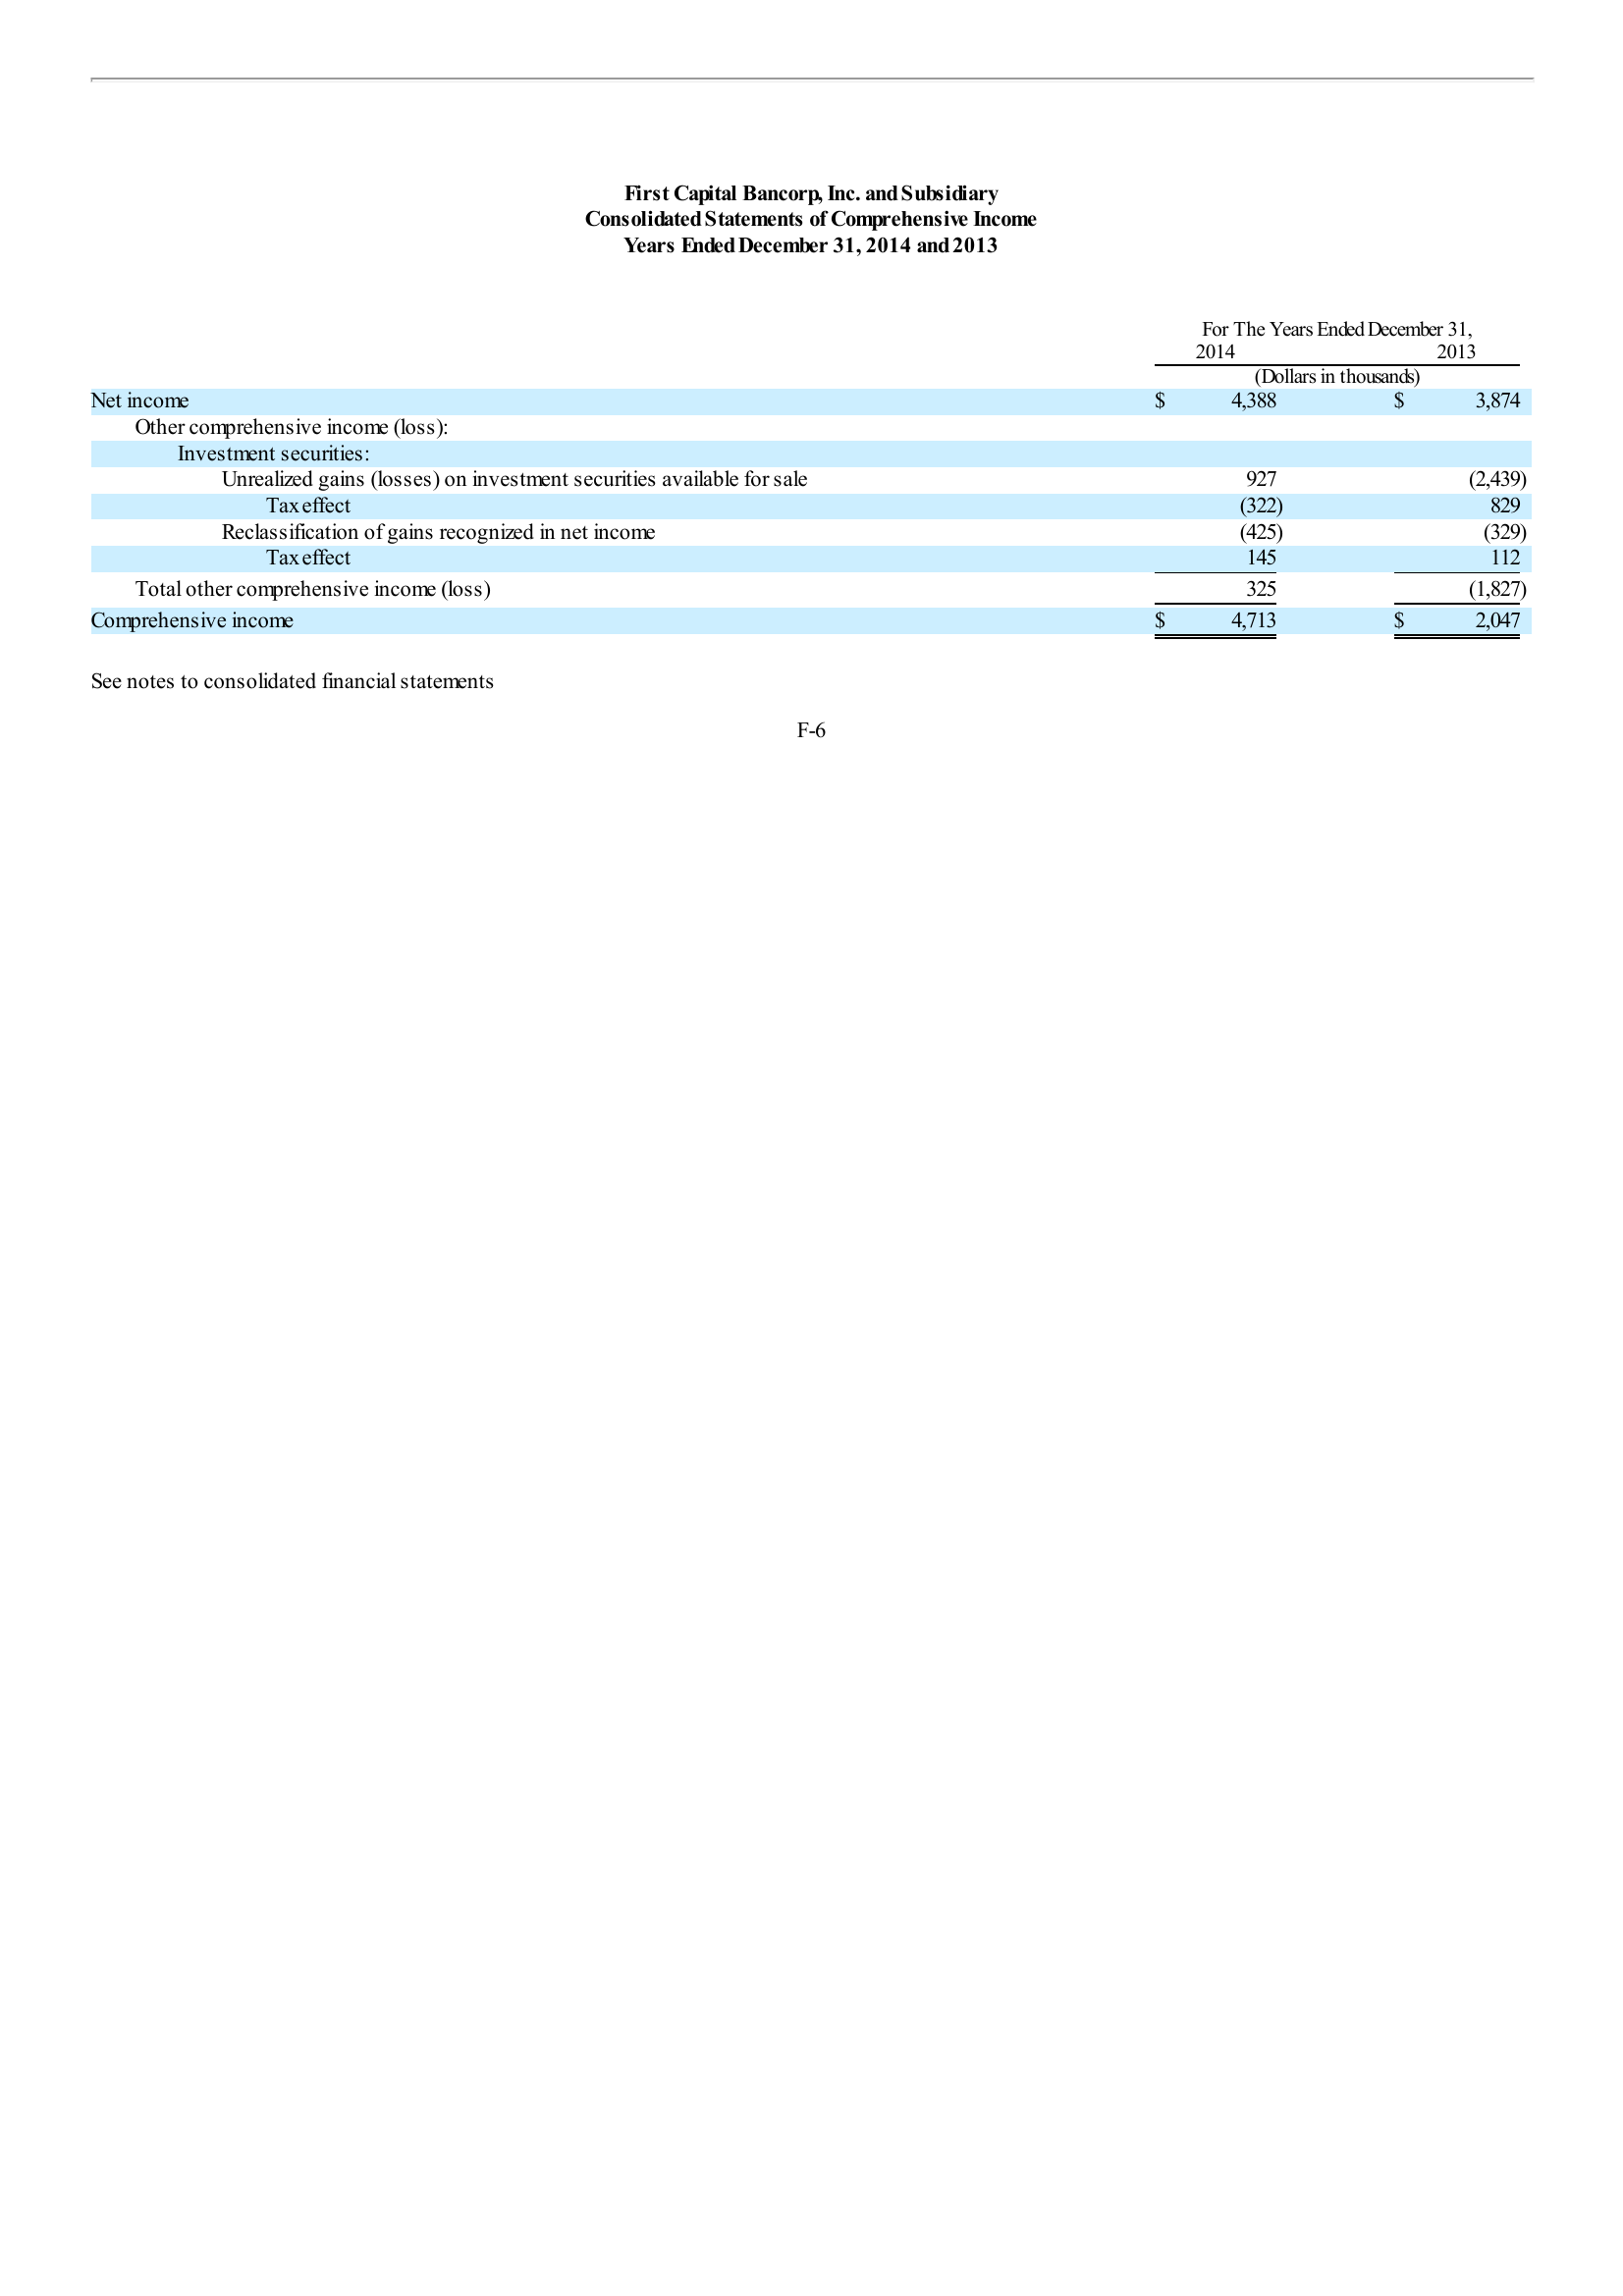 First Capital Bancorp, Inc. and Subsidiary
Consolidated Statements of Comprehensive Income
Years Ended December 31, 2014 and 2013
For The Years Ended December 31,
2014 2013
(Dollars in thousands)
Net income $ 4,388 $ 3,874
Other comprehensive income (loss):
Investment securities:
Unrealized gains (losses) on investment securities available for sale 927 (2,439)
Tax effect (322) 829
Reclassification of gains recognized in net income (425) (329)
Tax effect 145 112
Total other comprehensive income (loss) 325 (1,827)
Comprehensive income $ 4,713 $ 2,047
See notes to consolidated financial statements
F-6